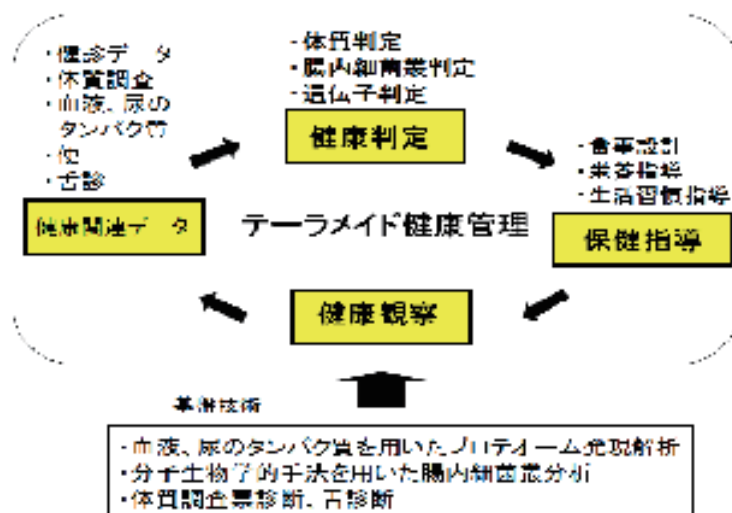 ・健診データ
・体質調査
・血液、尿の
タンパク質
・便
・舌診
健康関連データ
・体質判定
・腸内細菌叢判定
・遺伝子判定
健康判定
・食事設計
・栄養指導
・生活習慣指導
保健指導
テーラメイド健康管理
健康観察
基盤技術
・血液、尿のタンパク質を用いたプロテオーム発現解析
・分子生物学的手法を用いた腸内細菌叢分析
・体質調査票診断、舌診断